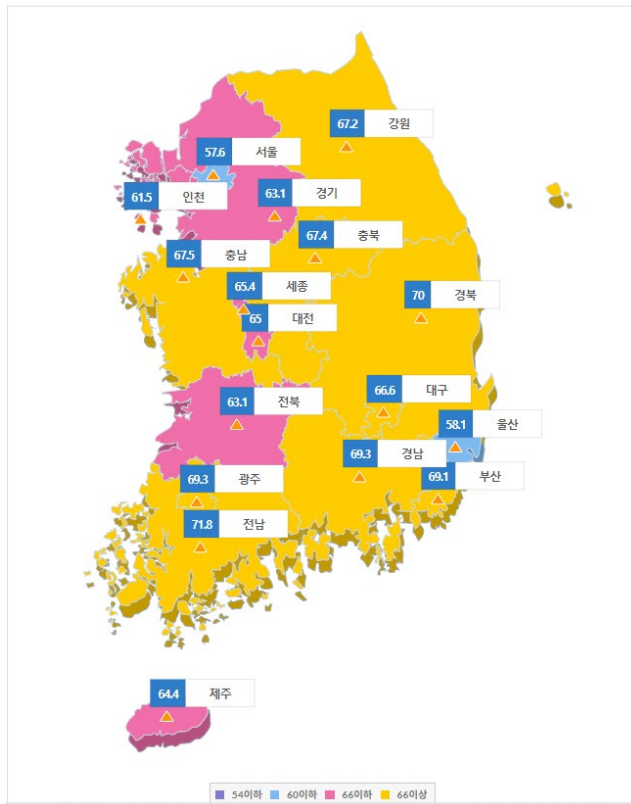 67.2 강원
57.6 서울
61.5 인천
63.1 경기
67.4 충북
67.5 충남
65.4 세종
65 대전
70 경북
66.6 대구
63.1 전북
58.1 울산
69.3 경남
69.3 광주
69.1 부산
71.8 전남
64.4 제주
54이하 60이하 66이하 66이상